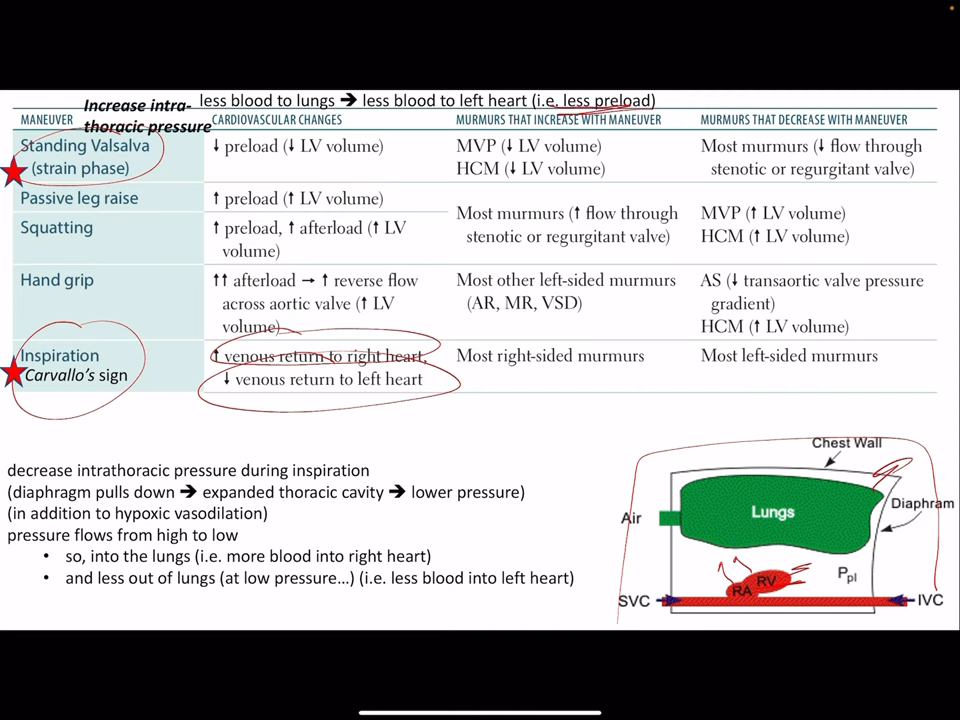 less blood to lungs 🡺 less blood to left heart (i.e. less preload)
Increase intra-
thoracic pressure
MANEUVER CARDIOVASCULAR CHANGES MURMURS THAT INCREASE WITH MANEUVER MURMURS THAT DECREASE WITH MANEUVER
Standing Valsalva ↓ preload (↓ LV volume) MVP (↓ LV volume) Most murmurs (↓ flow through
(strain phase) HCM (↓ LV volume) stenotic or regurgitant valve)
Passive leg raise ↑ preload (↑ LV volume)
Most murmurs (↑ flow through MVP (↑ LV volume)
Squatting ↑ preload, ↑ afterload (↑ LV
stenotic or regurgitant valve) HCM (↑ LV volume)
volume)
Hand grip ↑↑ afterload → ↑ reverse flow Most other left-sided murmurs AS (↓ transaortic valve pressure
across aortic valve (↑ LV (AR, MR, VSD) gradient)
volume) HCM (↑ LV volume)
Inspiration ↑ venous return to right heart, Most right-sided murmurs Most left-sided murmurs
Carvallo's sign ↓ venous return to left heart
decrease intrathoracic pressure during inspiration
(diaphragm pulls down 🡺 expanded thoracic cavity 🡺 lower pressure)
(in addition to hypoxic vasodilation)
pressure flows from high to low
• so, into the lungs (i.e. more blood into right heart)
• and less out of lungs (at low pressure…) (i.e. less blood into left heart)
Chest Wall
Diaphram
Air
Lungs
Ppl
RV
RA
SVC
IVC